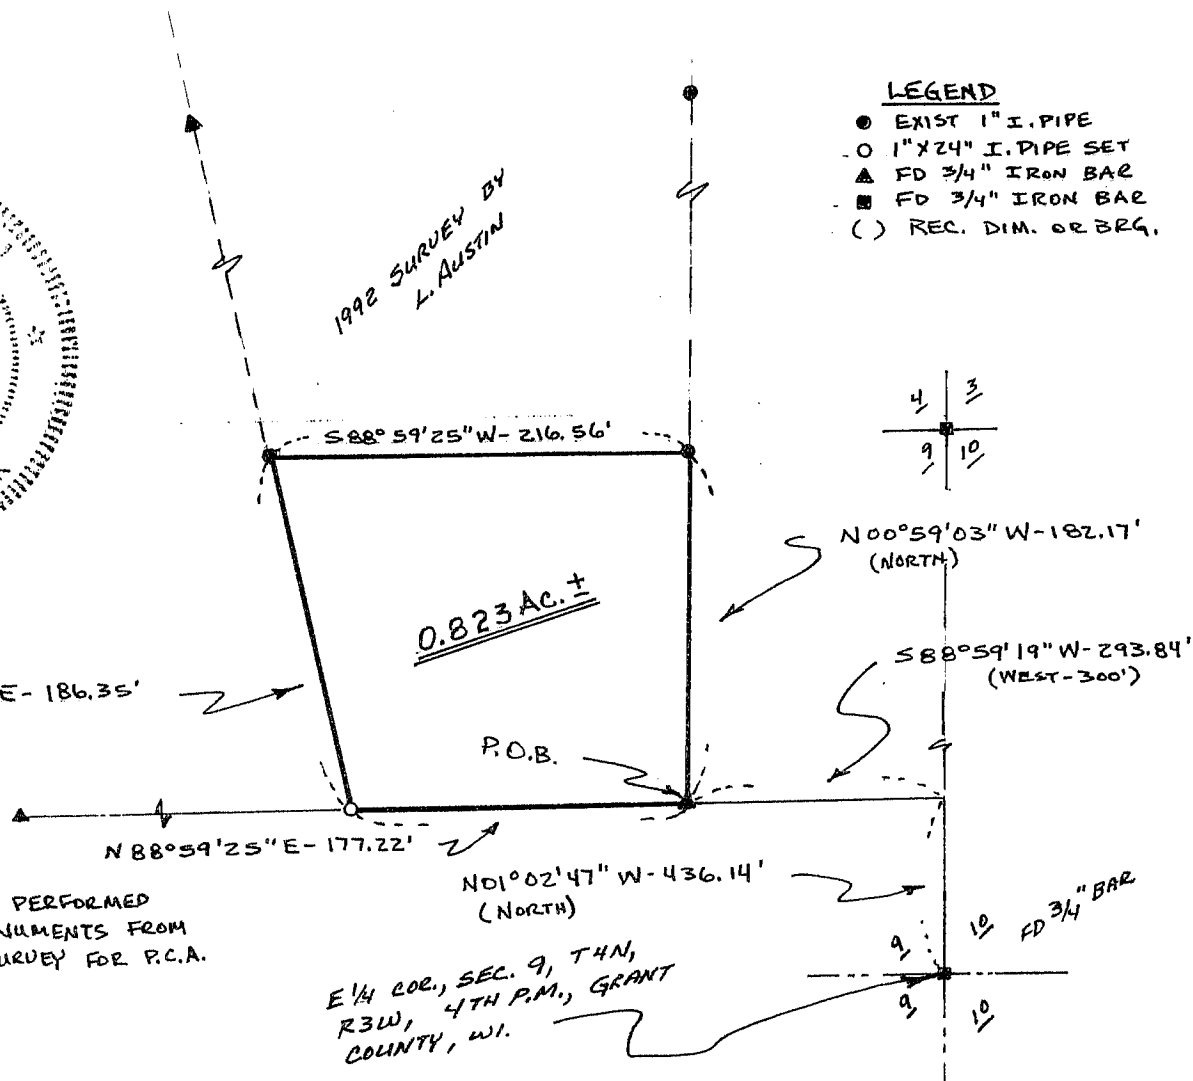 LEGEND
● EXIST 1" I. PIPE
○ 1"X24" I. PIPE SET
▲ FD 3/4" IRON BAR
■ FD 3/4" IRON BAR
( ) REC. DIM. OR BRG.
1992 SURVEY BY
L. AUSTIN
4 3
9 10
S88°59'25"W-216.56'
N00°59'03"W-182.17'
(NORTH)
0.823 AC. ±
S88°59'19"W-293.84'
(WEST-300')
E-186.35'
P.O.B.
N88°59'25"E-177.22'
N01°02'47"W-436.14'
(NORTH)
PERFORMED
NUMENTS FROM
URVEY FOR P.C.A.
FD 3/4" BAR
9 10
9 10
E 1/4 COR., SEC. 9, T4N,
R3W, 4TH P.M., GRANT
COUNTY, WI.